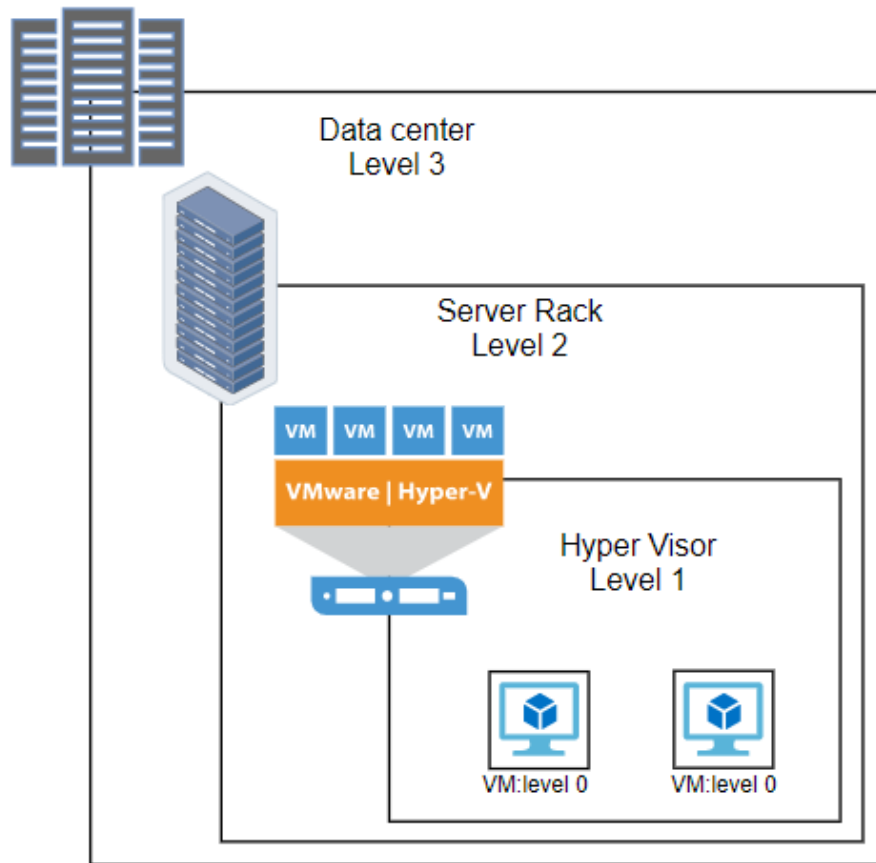 Data center
Level 3
Server Rack
Level 2
VM VM VM VM
VMware | Hyper-V
Hyper Visor
Level 1
VM:level 0 VM:level 0